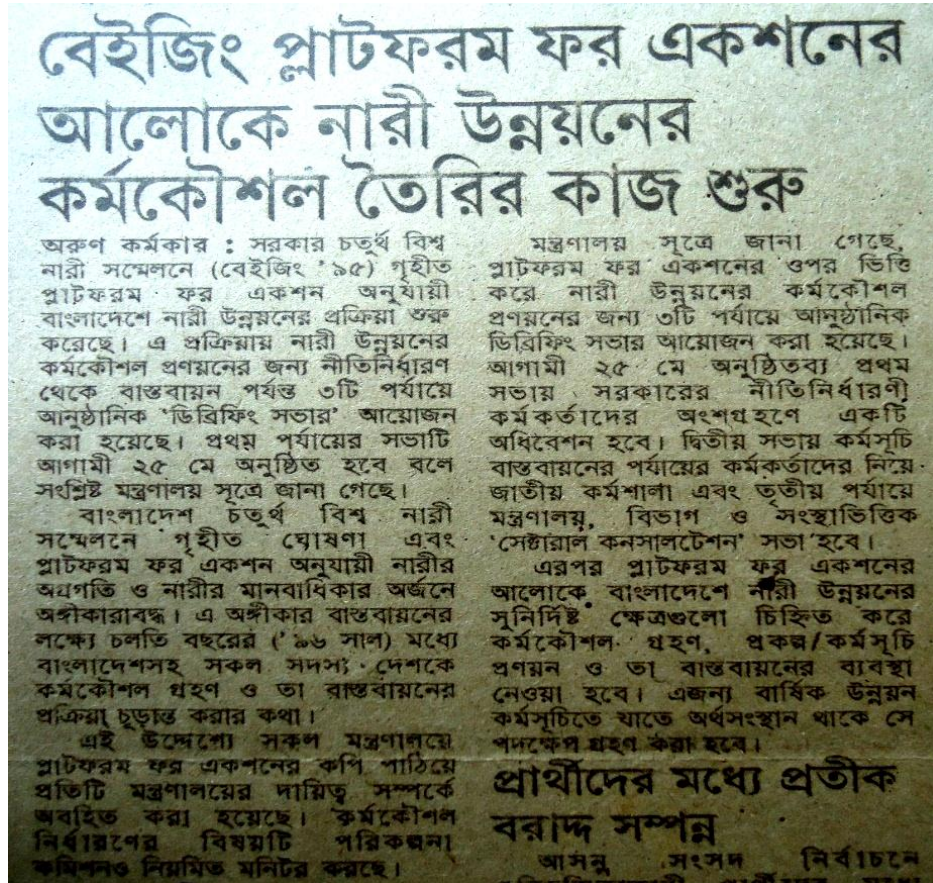 বেইজিং প্লাটফরম ফর একশনের
আলোকে নারী উন্নয়নের
কর্মকৌশল তৈরির কাজ শুরু
অরুণ কর্মকার : সরকার চতুর্থ বিশ্ব
নারী সম্মেলনে (বেইজিং '৯৫) গৃহীত
প্লাটফরম ফর একশন অনুযায়ী
বাংলাদেশে নারী উন্নয়নের প্রক্রিয়া শুরু
করেছে। এ প্রক্রিয়ায় নারী উন্নয়নের
কর্মকৌশল প্রণয়নের জন্য নীতিনির্ধারণ
থেকে বাস্তবায়ন পর্যন্ত ৩টি পর্যায়ে
আনুষ্ঠানিক 'ডিব্রিফিং সভার' আয়োজন
করা হয়েছে। প্রথম পর্যায়ের সভাটি
আগামী ২৫ মে অনুষ্ঠিত হবে বলে
সংশ্লিষ্ট মন্ত্রণালয় সূত্রে জানা গেছে।
বাংলাদেশ চতুর্থ বিশ্ব নারী
সম্মেলনে গৃহীত ঘোষণা এবং
প্লাটফরম ফর একশন অনুযায়ী নারীর
অগ্রগতি ও নারীর মানবাধিকার অর্জনে
অঙ্গীকারাবদ্ধ। এ অঙ্গীকার বাস্তবায়নের
লক্ষ্যে চলতি বছরের ('৯৬ সাল) মধ্যে
বাংলাদেশসহ সকল সদস্য দেশকে
কর্মকৌশল গ্রহণ ও তা বাস্তবায়নের
প্রক্রিয়া চূড়ান্ত করার কথা।
এই উদ্দেশ্যে সকল মন্ত্রণালয়ে
প্লাটফরম ফর একশনের কপি পাঠিয়ে
প্রতিটি মন্ত্রণালয়ের দায়িত্ব সম্পর্কে
অবহিত করা হয়েছে। কর্মকৌশল
নির্ধারণের বিষয়টি পরিকল্পনা
কমিশনও নিয়মিত মনিটর করছে।
মন্ত্রণালয় সূত্রে জানা গেছে,
প্লাটফরম ফর একশনের ওপর ভিত্তি
করে নারী উন্নয়নের কর্মকৌশল
প্রণয়নের জন্য ৩টি পর্যায়ে আনুষ্ঠানিক
ডিব্রিফিং সভার আয়োজন করা হয়েছে।
আগামী ২৫ মে অনুষ্ঠিতব্য প্রথম
সভায় সরকারের নীতিনির্ধারণী
কর্মকর্তাদের অংশগ্রহণে একটি
অধিবেশন হবে। দ্বিতীয় সভায় কর্মসূচি
বাস্তবায়নের পর্যায়ের কর্মকর্তাদের নিয়ে
জাতীয় কর্মশালা এবং তৃতীয় পর্যায়ে
মন্ত্রণালয়, বিভাগ ও সংস্থাভিত্তিক
'সেক্টারাল কনসালটেশন' সভা হবে।
এরপর প্লাটফরম ফর একশনের
আলোকে বাংলাদেশে নারী উন্নয়নের
সুনির্দিষ্ট ক্ষেত্রগুলো চিহ্নিত করে
কর্মকৌশল গ্রহণ, প্রকল্প/কর্মসূচি
প্রণয়ন ও তা বাস্তবায়নের ব্যবস্থা
নেওয়া হবে। এজন্য বার্ষিক উন্নয়ন
কর্মসূচিতে যাতে অর্থসংস্থান থাকে সে
পদক্ষেপ গ্রহণ করা হবে।
প্রার্থীদের মধ্যে প্রতীক
বরাদ্দ সম্পন্ন
আসন্ন সংসদ নির্বাচনে